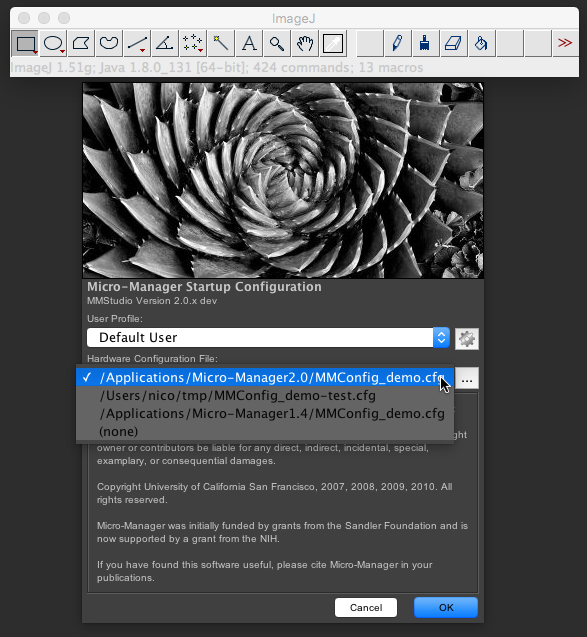 ImageJ
A
>>
ImageJ 1.51g; Java 1.8.0_131 [64-bit]; 424 commands; 13 macros
Micro-Manager Startup Configuration
MMStudio Version 2.0.x dev
User Profile:
Default User
Hardware Configuration File:
✓ /Applications/Micro-Manager2.0/MMConfig_demo.cfg
...
/Users/nico/tmp/MMConfig_demo-test.cfg
/Applications/Micro-Manager1.4/MMConfig_demo.cfg
(none)
owner or contributors be liable for any direct, indirect, incidental, special,
examplary, or consequential damages.
Copyright University of California San Francisco, 2007, 2008, 2009, 2010. All
rights reserved.
Micro-Manager was initially funded by grants from the Sandler Foundation and is
now supported by a grant from the NIH.
If you have found this software useful, please cite Micro-Manager in your
publications.
Cancel
OK